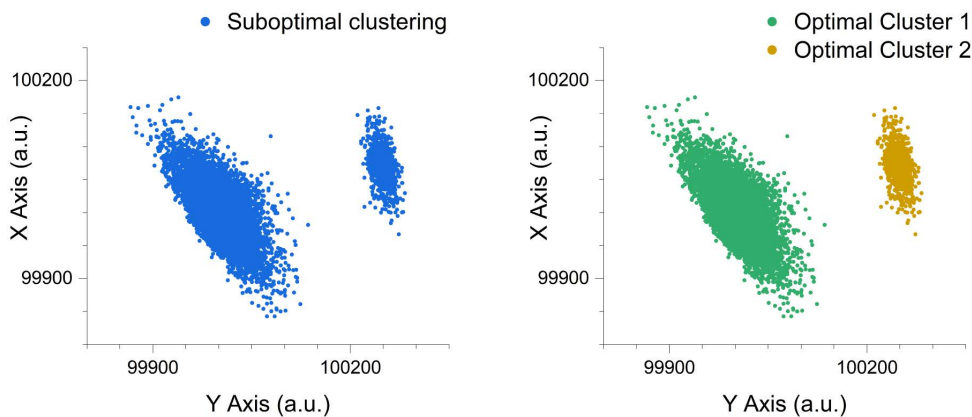 Suboptimal clustering
100200
99900
X Axis (a.u.)
99900
100200
Y Axis (a.u.)
Optimal Cluster 1
Optimal Cluster 2
100200
99900
X Axis (a.u.)
99900
100200
Y Axis (a.u.)